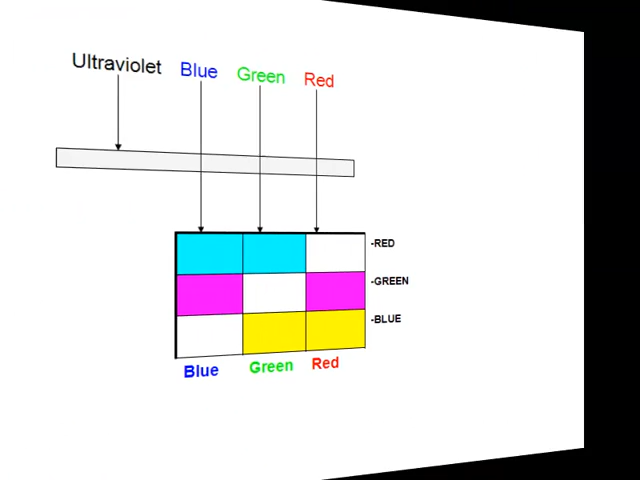 Ultraviolet Blue Green Red
-RED
-GREEN
-BLUE
Blue Green Red